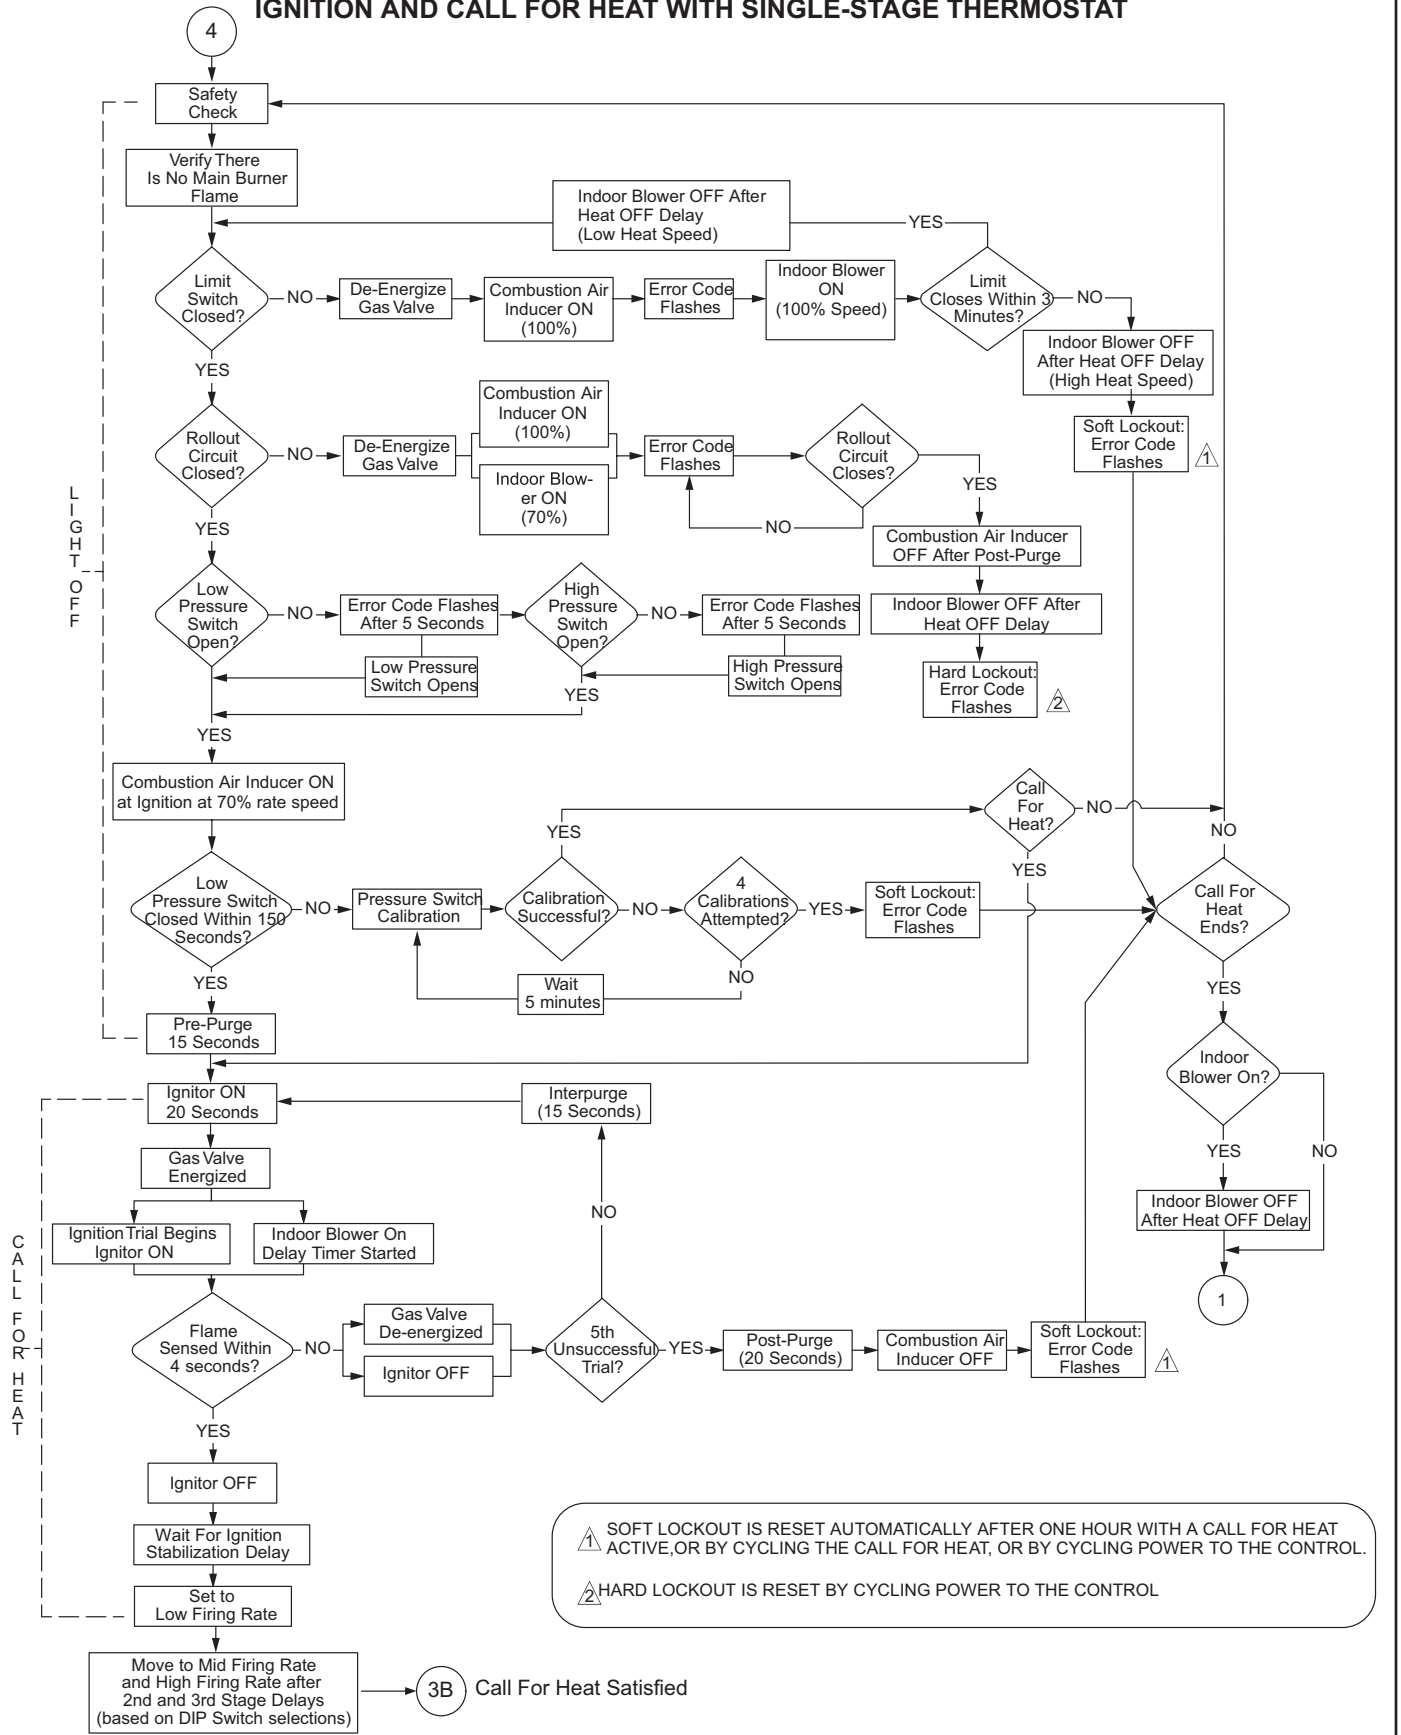 IGNITION AND CALL FOR HEAT WITH SINGLE-STAGE THERMOSTAT
4
Safety
Check
Verify There
Is No Main Burner
Flame
Indoor Blower OFF After
Heat OFF Delay
(Low Heat Speed)
YES
Limit
Switch
Closed?
NO
De-Energize
Gas Valve
Combustion Air
Inducer ON
(100%)
Error Code
Flashes
Indoor Blower
ON
(100% Speed)
Limit
Closes Within 3
Minutes?
NO
Indoor Blower OFF
After Heat OFF Delay
(High Heat Speed)
Soft Lockout:
Error Code
Flashes
1
YES
Rollout
Circuit
Closed?
NO
De-Energize
Gas Valve
Combustion Air
Inducer ON
(100%)
Indoor Blow-
er ON
(70%)
Error Code
Flashes
Rollout
Circuit
Closes?
NO
YES
Combustion Air Inducer
OFF After Post-Purge
Indoor Blower OFF After
Heat OFF Delay
Hard Lockout:
Error Code
Flashes
2
LIGHT OFF
YES
Low
Pressure
Switch
Open?
NO
Error Code Flashes
After 5 Seconds
Low Pressure
Switch Opens
High
Pressure
Switch
Open?
NO
Error Code Flashes
After 5 Seconds
High Pressure
Switch Opens
YES
YES
Combustion Air Inducer ON
at Ignition at 70% rate speed
Call
For
Heat?
NO
NO
YES
YES
Low
Pressure Switch
Closed Within 150
Seconds?
NO
Pressure Switch
Calibration
Calibration
Successful?
NO
4
Calibrations
Attempted?
YES
Soft Lockout:
Error Code
Flashes
Call For
Heat
Ends?
NO
Wait
5 minutes
YES
YES
Pre-Purge
15 Seconds
Indoor
Blower On?
YES
NO
Indoor Blower OFF
After Heat OFF Delay
1
Ignitor ON
20 Seconds
Interpurge
(15 Seconds)
Gas Valve
Energized
NO
Ignition Trial Begins
Ignitor ON
Indoor Blower On
Delay Timer Started
CALL FOR HEAT
Flame
Sensed Within
4 seconds?
NO
Gas Valve
De-energized
Ignitor OFF
5th
Unsuccessful
Trial?
YES
Post-Purge
(20 Seconds)
Combustion Air
Inducer OFF
Soft Lockout:
Error Code
Flashes
1
YES
Ignitor OFF
Wait For Ignition
Stabilization Delay
Set to
Low Firing Rate
Move to Mid Firing Rate
and High Firing Rate after
2nd and 3rd Stage Delays
(based on DIP Switch selections)
3B
Call For Heat Satisfied
1 SOFT LOCKOUT IS RESET AUTOMATICALLY AFTER ONE HOUR WITH A CALL FOR HEAT
ACTIVE,OR BY CYCLING THE CALL FOR HEAT, OR BY CYCLING POWER TO THE CONTROL.
2 HARD LOCKOUT IS RESET BY CYCLING POWER TO THE CONTROL